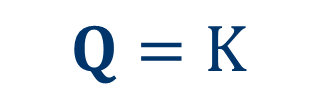 Q = K